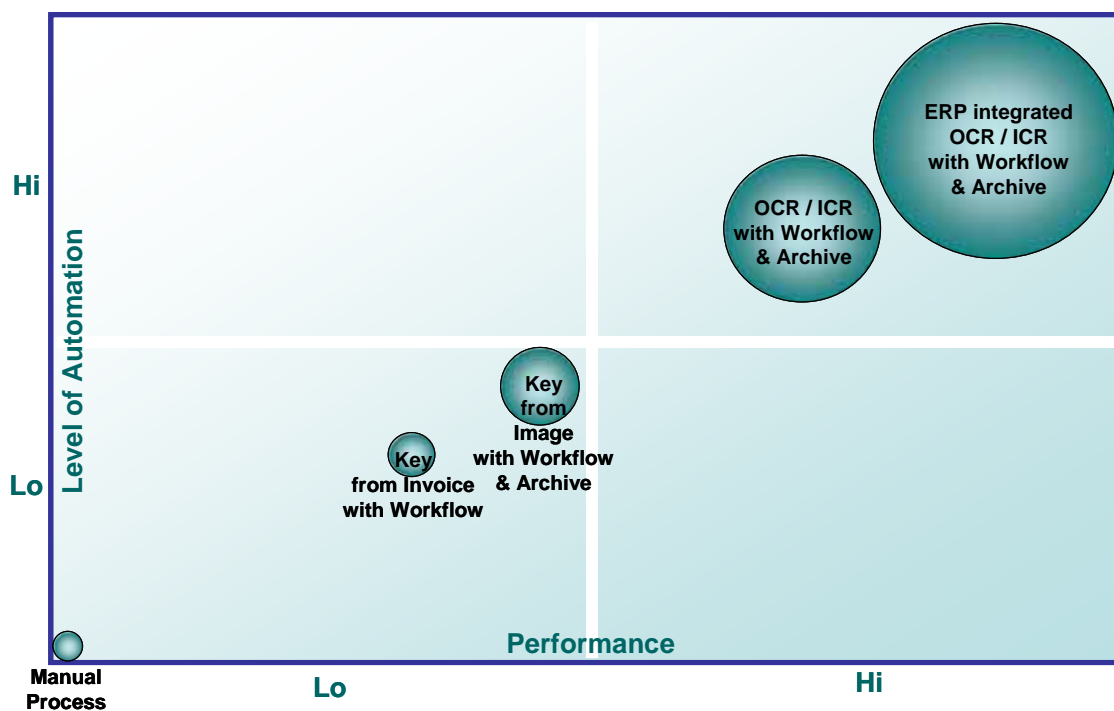 ERP integrated
OCR / ICR
with Workflow
& Archive
Hi
OCR / ICR
with Workflow
& Archive
Level of Automation
Key
from
Image
with Workflow
& Archive
Key
from Invoice
with Workflow
Lo
Performance
Manual
Process
Lo
Hi